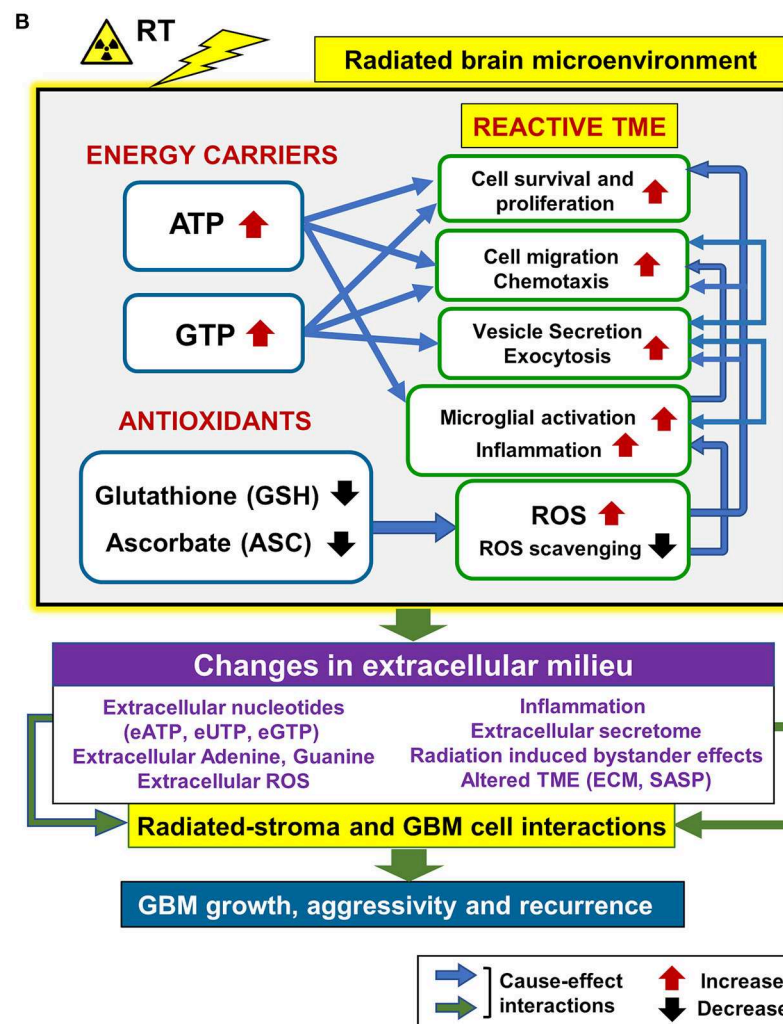 B
RT
Radiated brain microenvironment
REACTIVE TME
ENERGY CARRIERS
ATP
GTP
Cell survival and
proliferation
Cell migration
Chemotaxis
Vesicle Secretion
Exocytosis
Microglial activation
Inflammation
ANTIOXIDANTS
Glutathione (GSH)
Ascorbate (ASC)
ROS
ROS scavenging
Changes in extracellular milieu
Extracellular nucleotides
(eATP, eUTP, eGTP)
Extracellular Adenine, Guanine
Extracellular ROS
Inflammation
Extracellular secretome
Radiation induced bystander effects
Altered TME (ECM, SASP)
Radiated-stroma and GBM cell interactions
GBM growth, aggressivity and recurrence
Cause-effect
interactions
Increase
Decrease